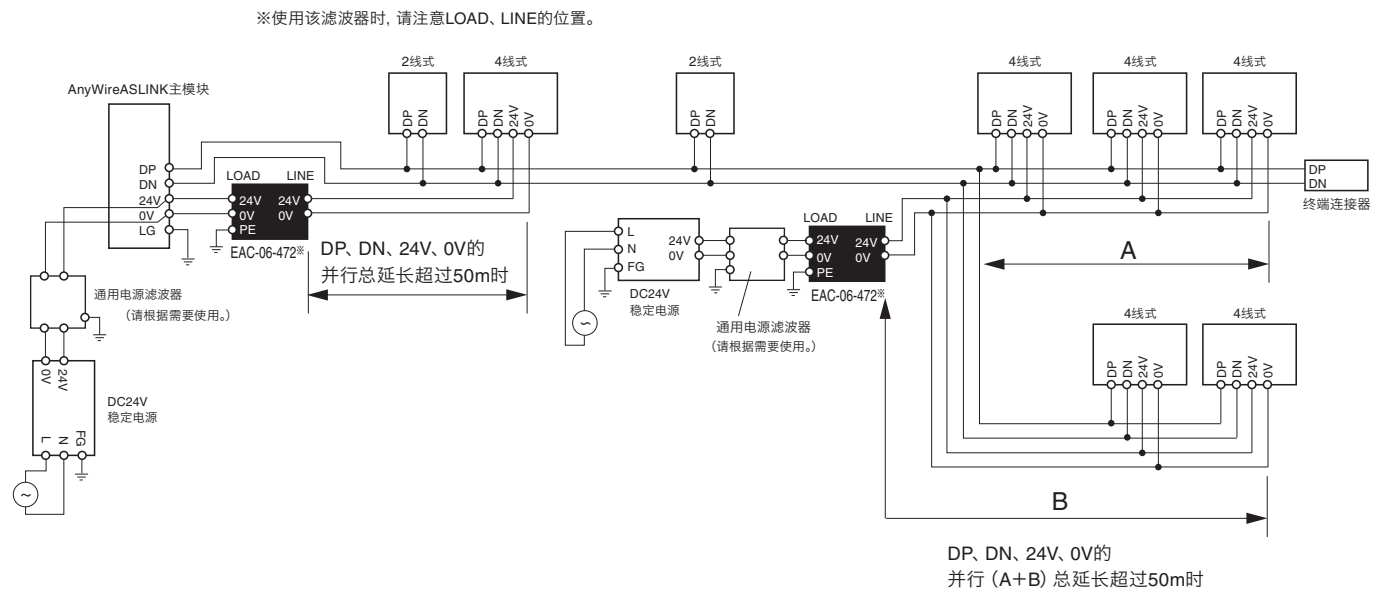 ※使用该滤波器时, 请注意LOAD、LINE的位置。
2线式
4线式
2线式
4线式
4线式
4线式
AnyWireASLINK主模块
DP
DN
DP
DN
24V
0V
DP
DN
DP
DN
24V
0V
DP
DN
24V
0V
DP
DN
24V
0V
DP
DN
24V
0V
LG
LOAD
LINE
24V
24V
0V
0V
PE
EAC-06-472※
DP
DN
终端连接器
DP、DN、24V、0V的
并行总延长超过50m时
L
N
FG
24V
0V
DC24V
稳定电源
LOAD
LINE
24V
24V
0V
0V
PE
EAC-06-472※
A
通用电源滤波器
（请根据需要使用。）
通用电源滤波器
（请根据需要使用。）
4线式
4线式
DP
DN
24V
0V
DP
DN
24V
0V
0V
24V
L
N
FG
DC24V
稳定电源
~
~
B
DP、DN、24V、0V的
并行（A+B）总延长超过50m时